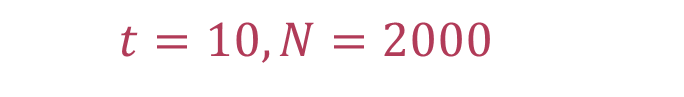 t = 10, N = 2000